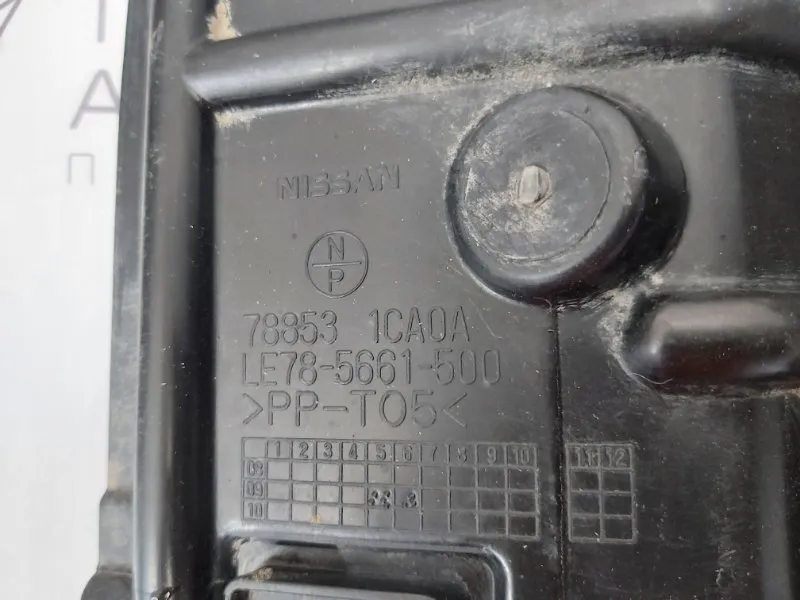 Т
А
П
NISSAN
N
P
78853 1CA0A
LE78-5661-500
>PP-TO5<
1 2 3 4 5 6 7 8 9 10 11 12
08
09
10